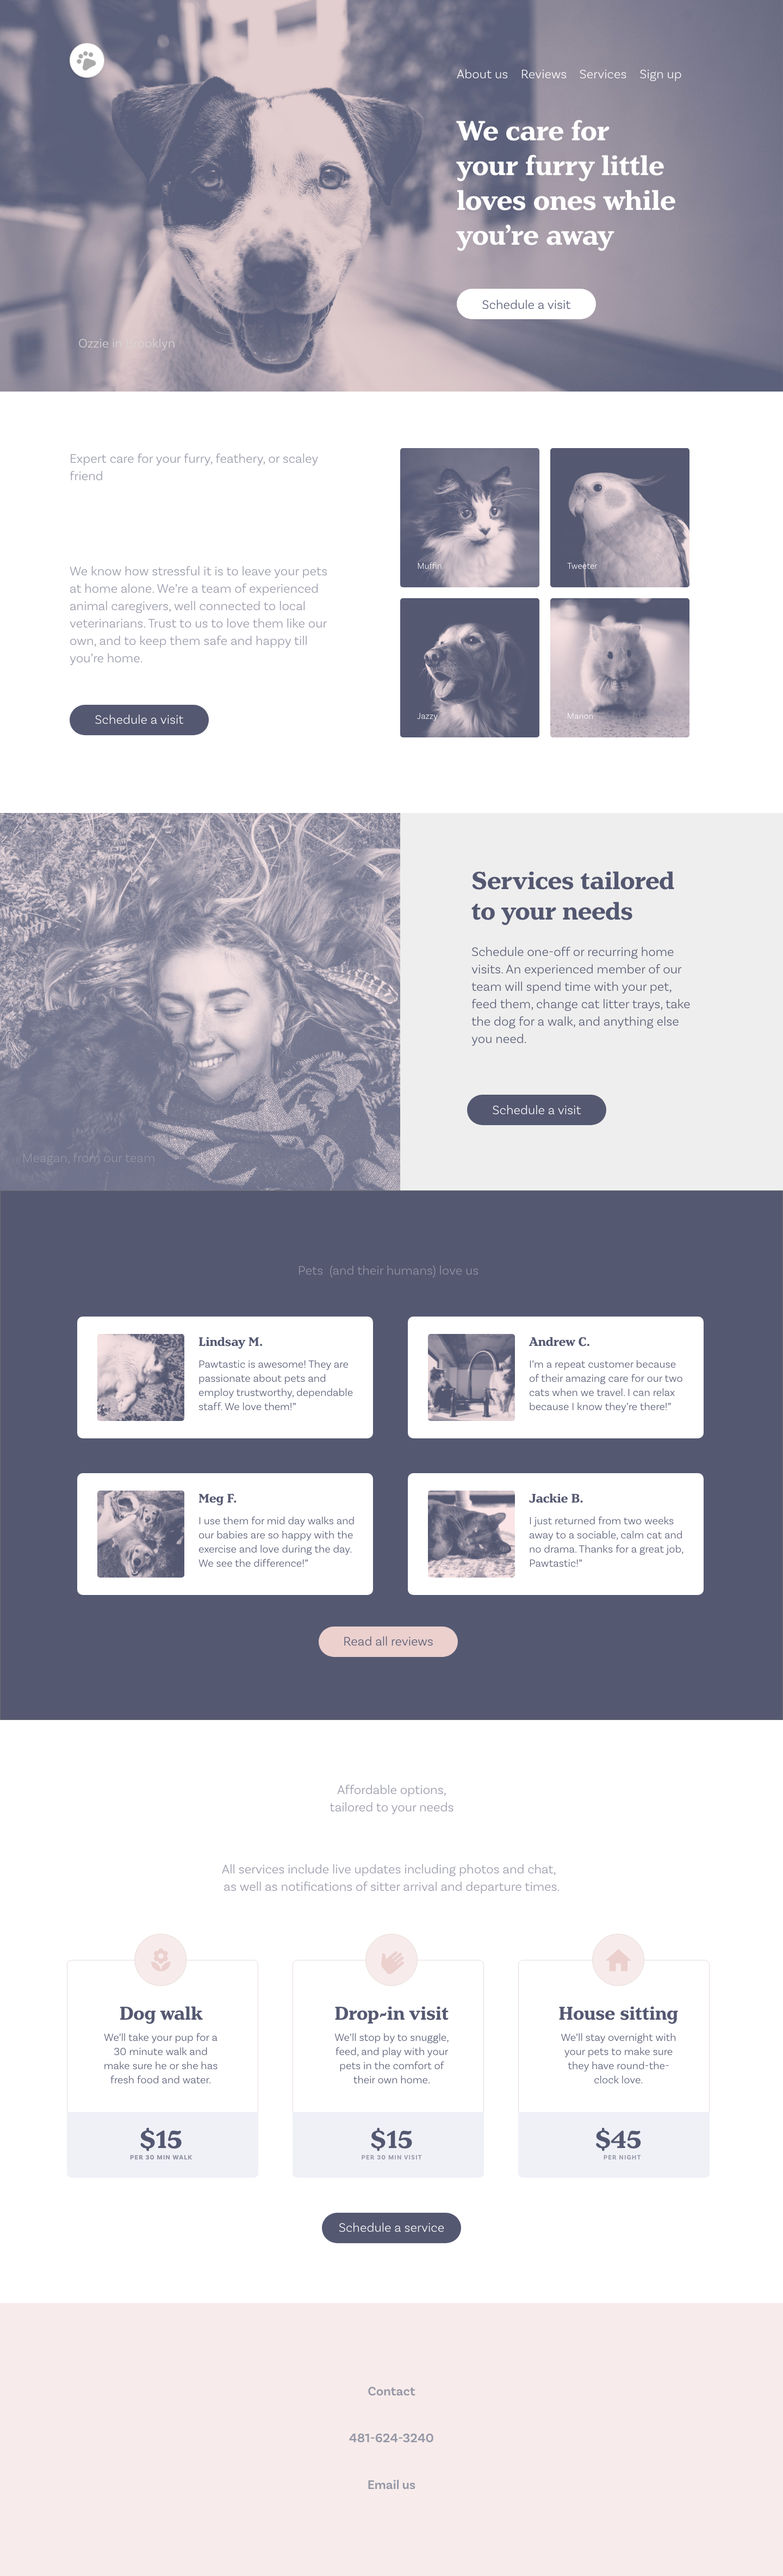 About us Reviews Services Sign up
We care for
your furry little
loves ones while
you’re away
Schedule a visit
Ozzie in Brooklyn
Expert care for your furry, feathery, or scaley
friend
We know how stressful it is to leave your pets
at home alone. We’re a team of experienced
animal caregivers, well connected to local
veterinarians. Trust to us to love them like our
own, and to keep them safe and happy till
you’re home.
Schedule a visit
Muffin
Tweeter
Jazzy
Marion
Services tailored
to your needs
Schedule one-off or recurring home
visits. An experienced member of our
team will spend time with your pet,
feed them, change cat litter trays, take
the dog for a walk, and anything else
you need.
Schedule a visit
Meagan, from our team
Pets (and their humans) love us
Lindsay M.
Pawtastic is awesome! They are
passionate about pets and
employ trustworthy, dependable
staff. We love them!”
Andrew C.
I’m a repeat customer because
of their amazing care for our two
cats when we travel. I can relax
because I know they’re there!”
Meg F.
I use them for mid day walks and
our babies are so happy with the
exercise and love during the day.
We see the difference!”
Jackie B.
I just returned from two weeks
away to a sociable, calm cat and
no drama. Thanks for a great job,
Pawtastic!”
Read all reviews
Affordable options,
tailored to your needs
All services include live updates including photos and chat,
as well as notifications of sitter arrival and departure times.
Dog walk
We’ll take your pup for a
30 minute walk and
make sure he or she has
fresh food and water.
$15
PER 30 MIN WALK
Drop-in visit
We’ll stop by to snuggle,
feed, and play with your
pets in the comfort of
their own home.
$15
PER 30 MIN VISIT
House sitting
We’ll stay overnight with
your pets to make sure
they have round-the-
clock love.
$45
PER NIGHT
Schedule a service
Contact
481-624-3240
Email us